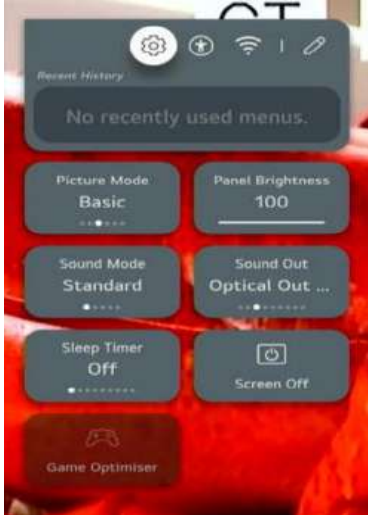 CT
Recent History
No recently used menus.
Picture Mode
Basic
Panel Brightness
100
Sound Mode
Standard
Sound Out
Optical Out ...
Sleep Timer
Off
Screen Off
Game Optimiser